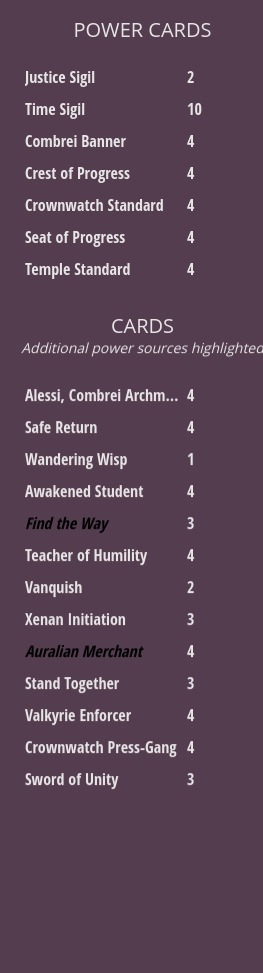 POWER CARDS
Justice Sigil 2
Time Sigil 10
Combrei Banner 4
Crest of Progress 4
Crownwatch Standard 4
Seat of Progress 4
Temple Standard 4
CARDS
Additional power sources highlighted
Alessi, Combrei Archm... 4
Safe Return 4
Wandering Wisp 1
Awakened Student 4
Find the Way 3
Teacher of Humility 4
Vanquish 2
Xenan Initiation 3
Auralian Merchant 4
Stand Together 3
Valkyrie Enforcer 4
Crownwatch Press-Gang 4
Sword of Unity 3